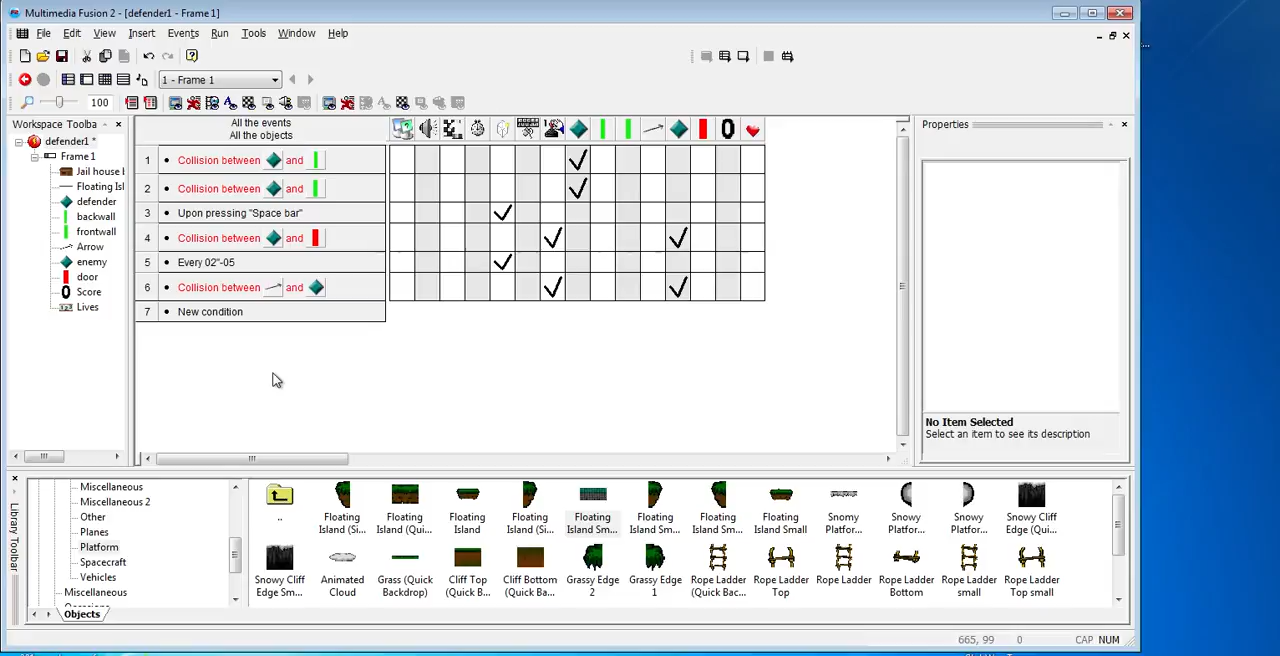 Multimedia Fusion 2 - [defender1 - Frame 1]
File Edit View Insert Events Run Tools Window Help
1 - Frame 1
100
Workspace Toolba
defender1 *
Frame 1
Jail house
Floating Isl
defender
backwall
frontwall
Arrow
enemy
door
Score
Lives
All the events
All the objects
1 • Collision between and
2 • Collision between and
3 • Upon pressing "Space bar"
4 • Collision between and
5 • Every 02"-05
6 • Collision between and
7 • New condition
Properties
No Item Selected
Select an item to see its description
Library Toolbar
Miscellaneous
Miscellaneous 2
Other
Planes
Platform
Spacecraft
Vehicles
Miscellaneous
Objects
..
Floating Island (Si...
Floating Island (Qui...
Floating Island
Floating Island (Si...
Floating Island Sm...
Floating Island Sm...
Floating Island Sm...
Floating Island Small
Snomy Platfor...
Snowy Platfor...
Snowy Platfor...
Snowy Cliff Edge (Qui...
Snowy Cliff Edge Sm...
Animated Cloud
Grass (Quick Backdrop)
Cliff Top (Quick B...
Cliff Bottom (Quick Ba...
Grassy Edge 2
Grassy Edge 1
Rope Ladder (Quick Bac...
Rope Ladder Top
Rope Ladder
Rope Ladder Bottom
Rope Ladder small
Rope Ladder Top small
665, 99 0 CAP NUM